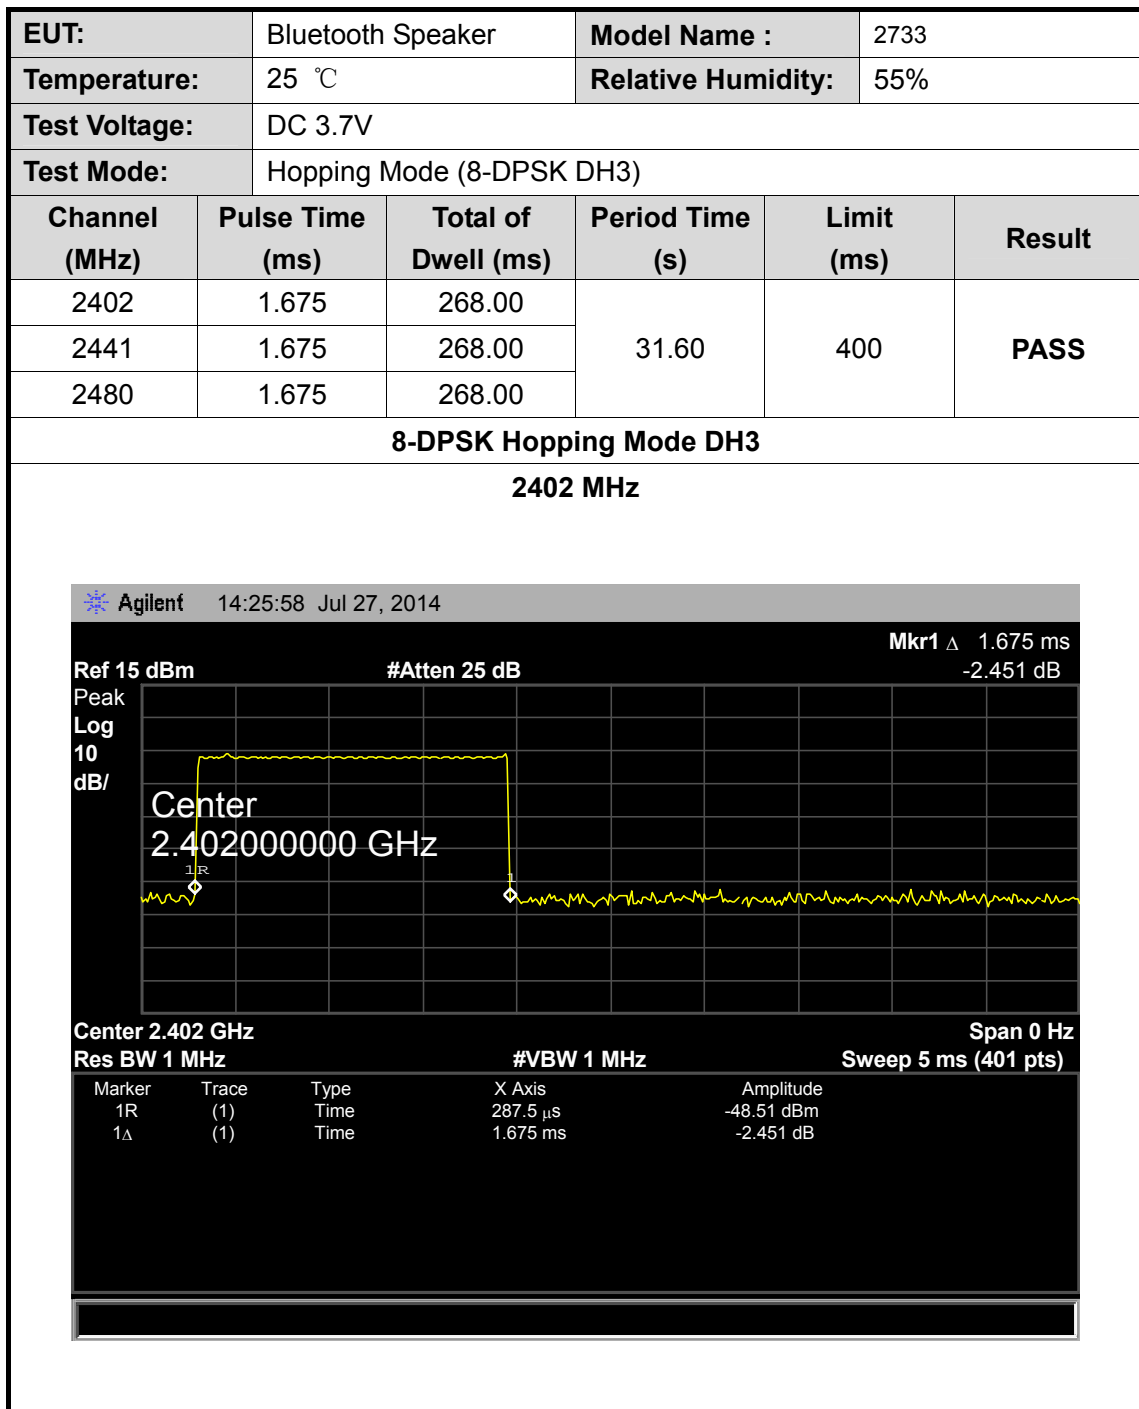 EUT: Bluetooth Speaker Model Name : 2733
Temperature: 25 ℃ Relative Humidity: 55%
Test Voltage: DC 3.7V
Test Mode: Hopping Mode (8-DPSK DH3)
Channel (MHz) Pulse Time (ms) Total of Dwell (ms) Period Time (s) Limit (ms) Result
2402 1.675 268.00
2441 1.675 268.00 31.60 400 PASS
2480 1.675 268.00
8-DPSK Hopping Mode DH3
2402 MHz
Agilent 14:25:58 Jul 27, 2014
Mkr1 Δ 1.675 ms
Ref 15 dBm #Atten 25 dB -2.451 dB
Peak
Log
10
dB/
Center
2.402000000 GHz
1R
1
Center 2.402 GHz Span 0 Hz
Res BW 1 MHz #VBW 1 MHz Sweep 5 ms (401 pts)
Marker Trace Type X Axis Amplitude
1R (1) Time 287.5 μs -48.51 dBm
1Δ (1) Time 1.675 ms -2.451 dB